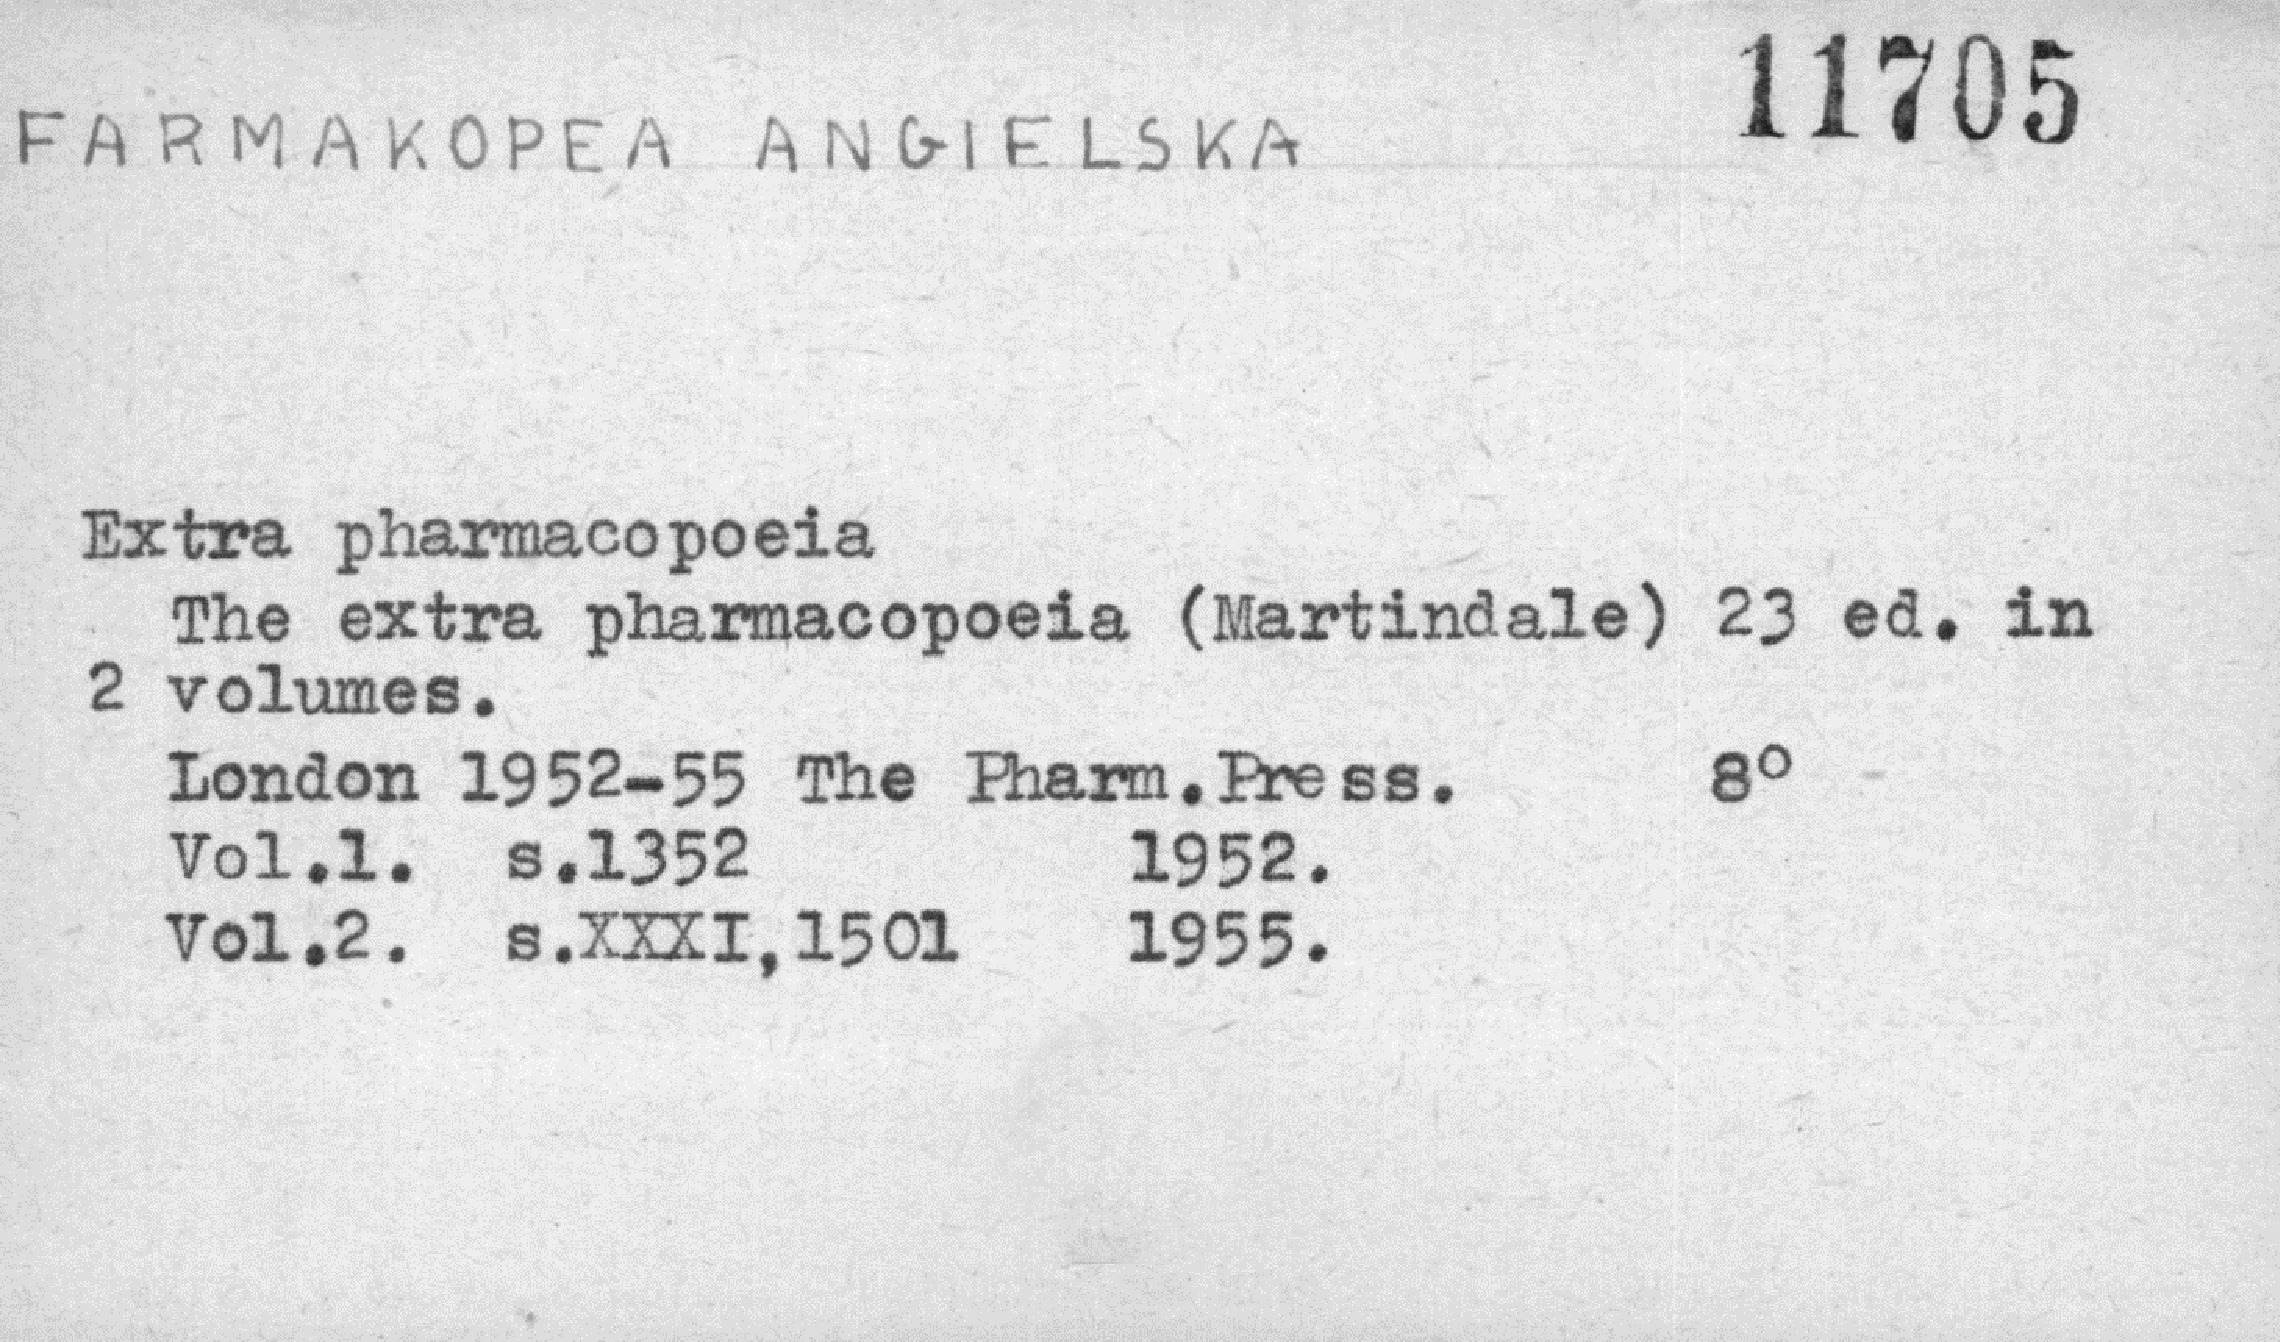 11705
FARMAKOPEA ANGIELSKA
Extra pharmacopoeia
The extra pharmacopoeia (Martindale) 23 ed. in
2 volumes.
London 1952-55 The Pharm.Press. 8°
Vol.1. s.1352 1952.
Vol.2. s.XXXI,1501 1955.